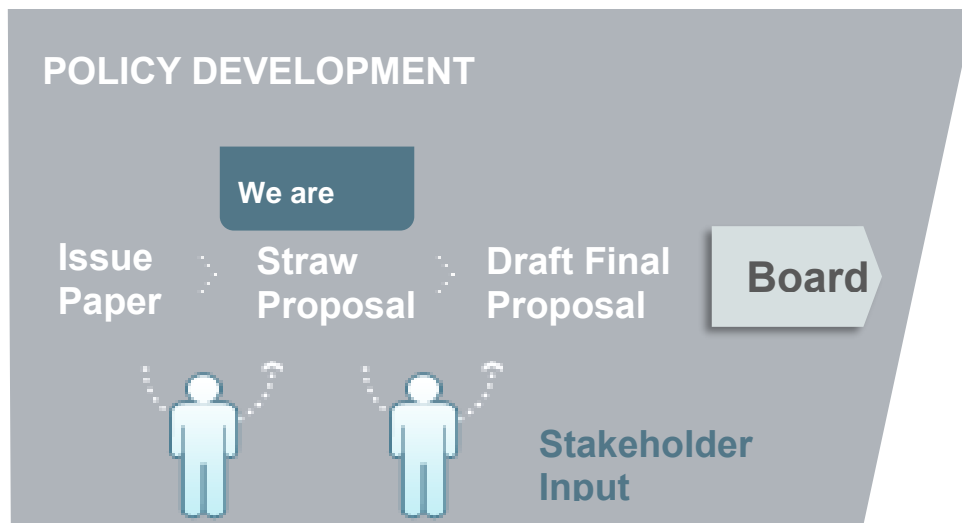 POLICY DEVELOPMENT
We are
Issue
Paper
Straw
Proposal
Draft Final
Proposal
Board
Stakeholder
Input